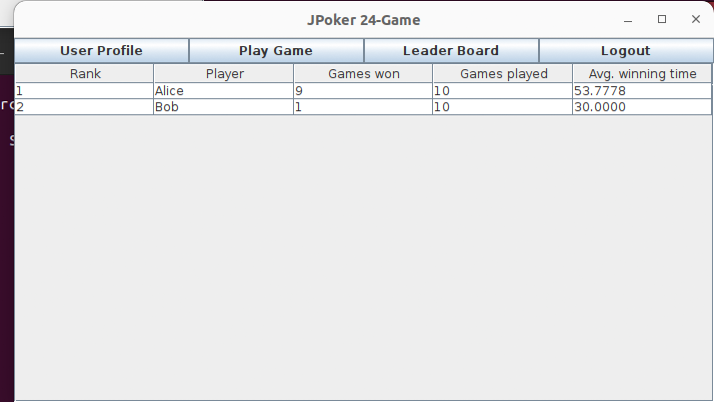 JPoker 24-Game
User Profile Play Game Leader Board Logout
Rank Player Games won Games played Avg. winning time
1 Alice 9 10 53.7778
2 Bob 1 10 30.0000